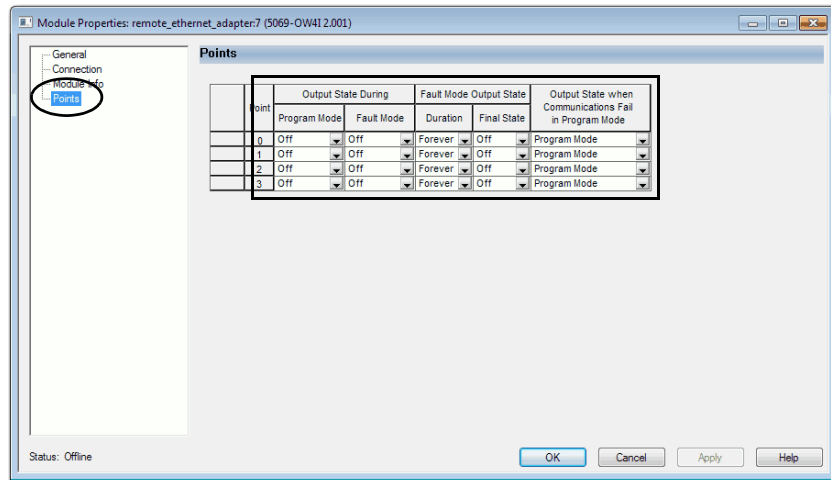 Module Properties: remote_ethernet_adapter:7 (5069-OW4I 2.001)
General
Connection
Module Info
Points
Points
Point
Output State During
Fault Mode Output State
Output State when
Communications Fail
in Program Mode
Program Mode
Fault Mode
Duration
Final State
0 Off Off Forever Off Program Mode
1 Off Off Forever Off Program Mode
2 Off Off Forever Off Program Mode
3 Off Off Forever Off Program Mode
Status: Offline
OK
Cancel
Apply
Help